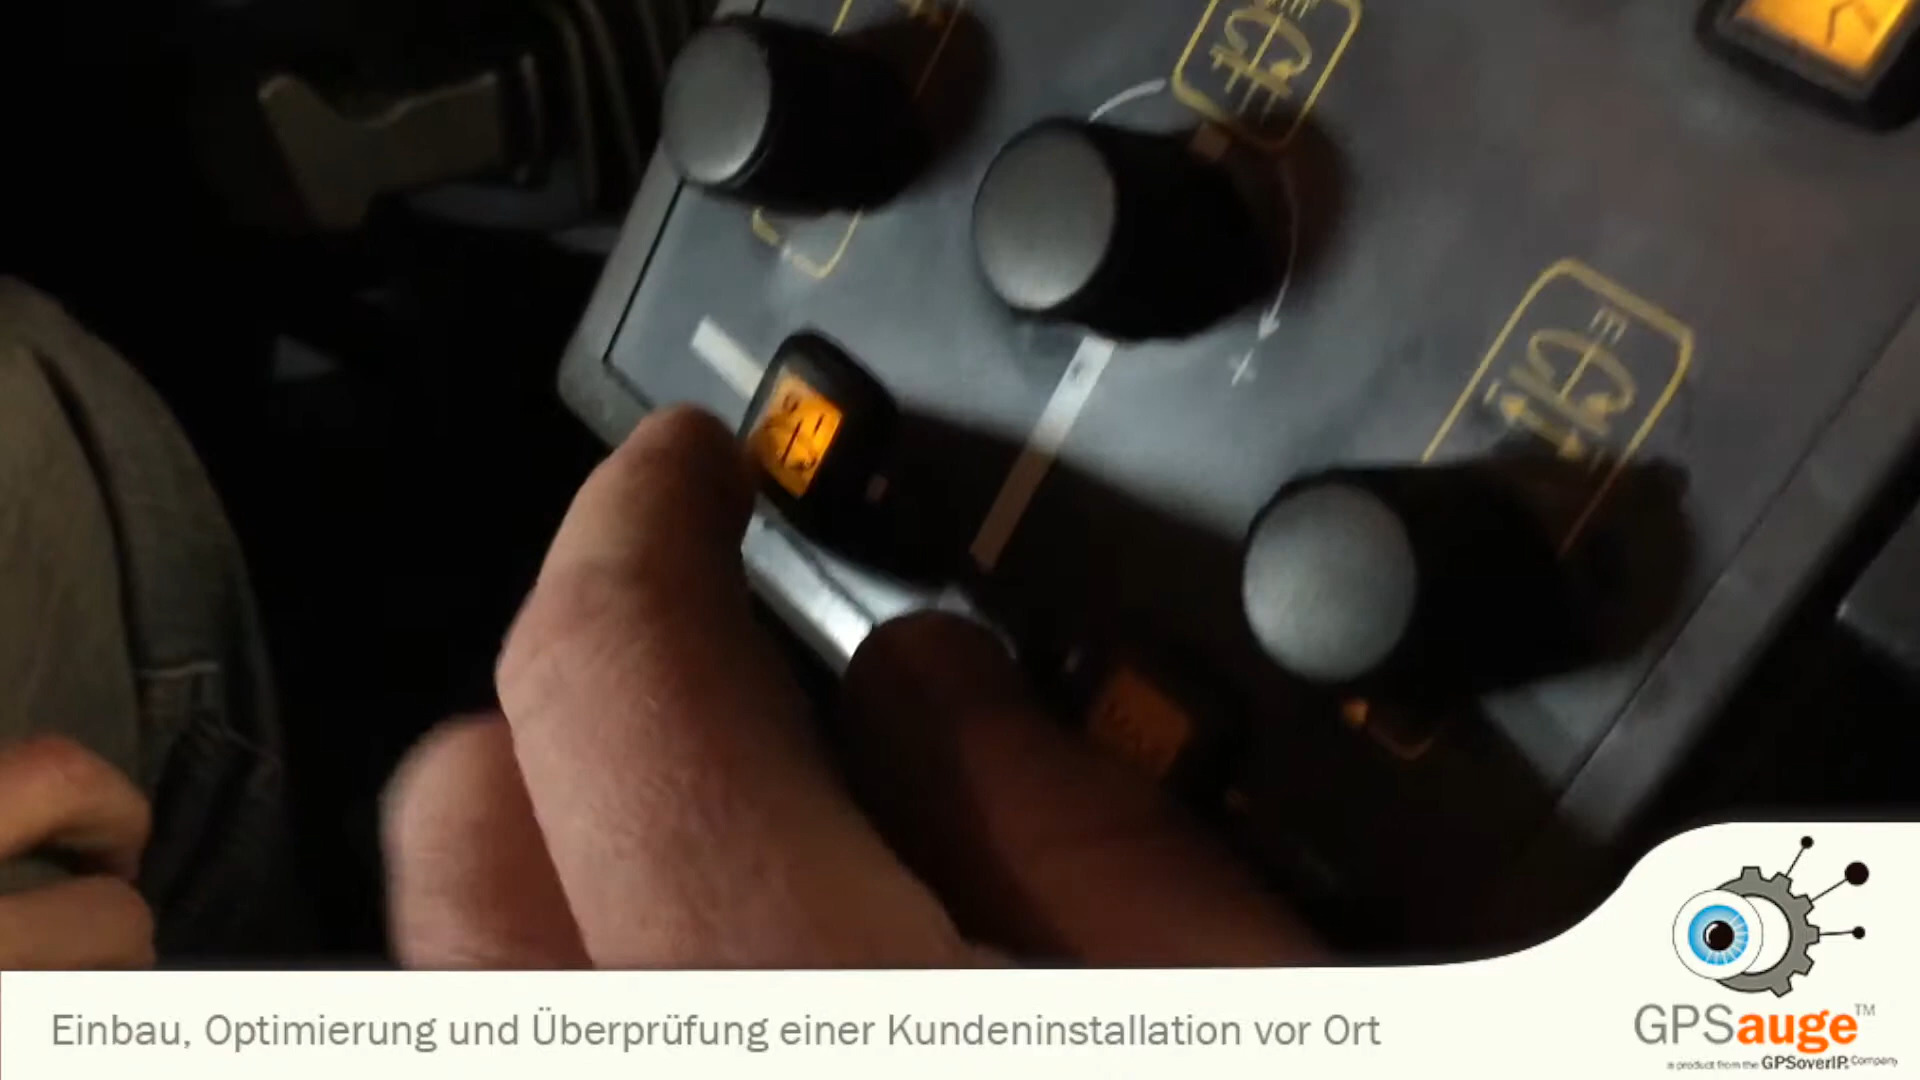 +
Einbau, Optimierung und Überprüfung einer Kundeninstallation vor Ort
GPSauge™
a product from the GPSoverIP Company